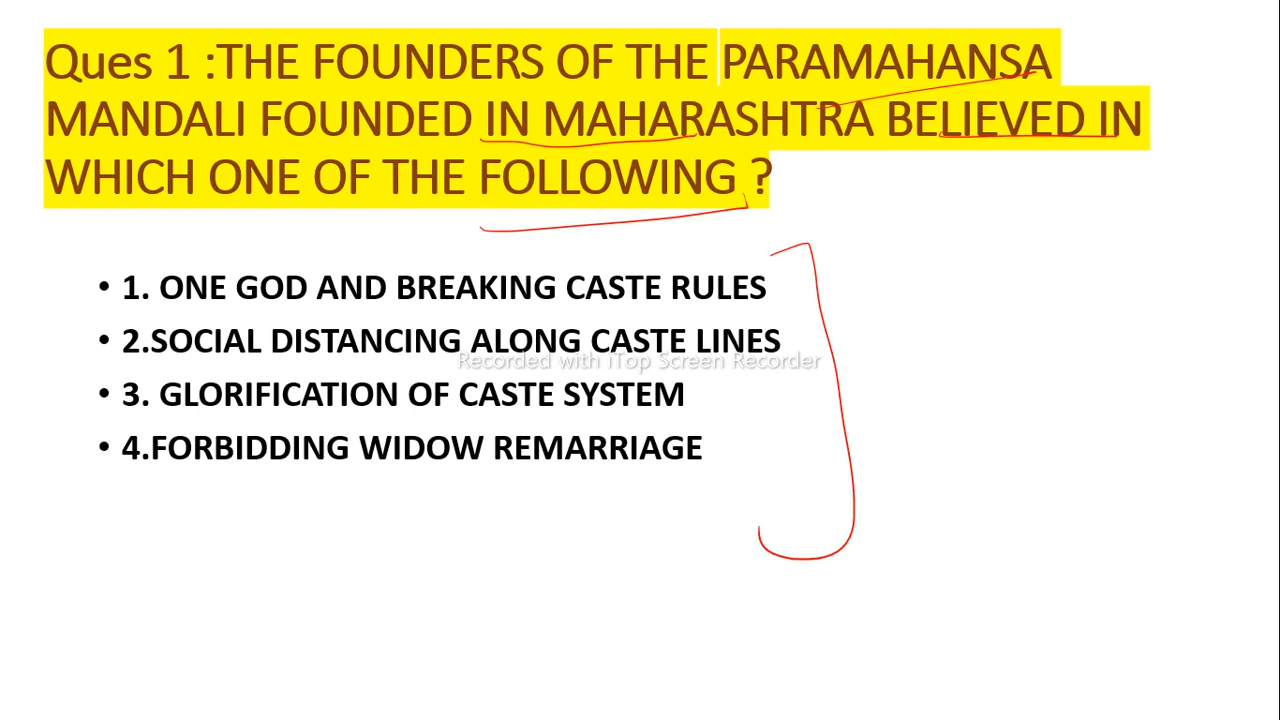 Ques 1 :THE FOUNDERS OF THE PARAMAHANSA
MANDALI FOUNDED IN MAHARASHTRA BELIEVED IN
WHICH ONE OF THE FOLLOWING ?
• 1. ONE GOD AND BREAKING CASTE RULES
• 2.SOCIAL DISTANCING ALONG CASTE LINES
Recorded with iTop Screen Recorder
• 3. GLORIFICATION OF CASTE SYSTEM
• 4.FORBIDDING WIDOW REMARRIAGE